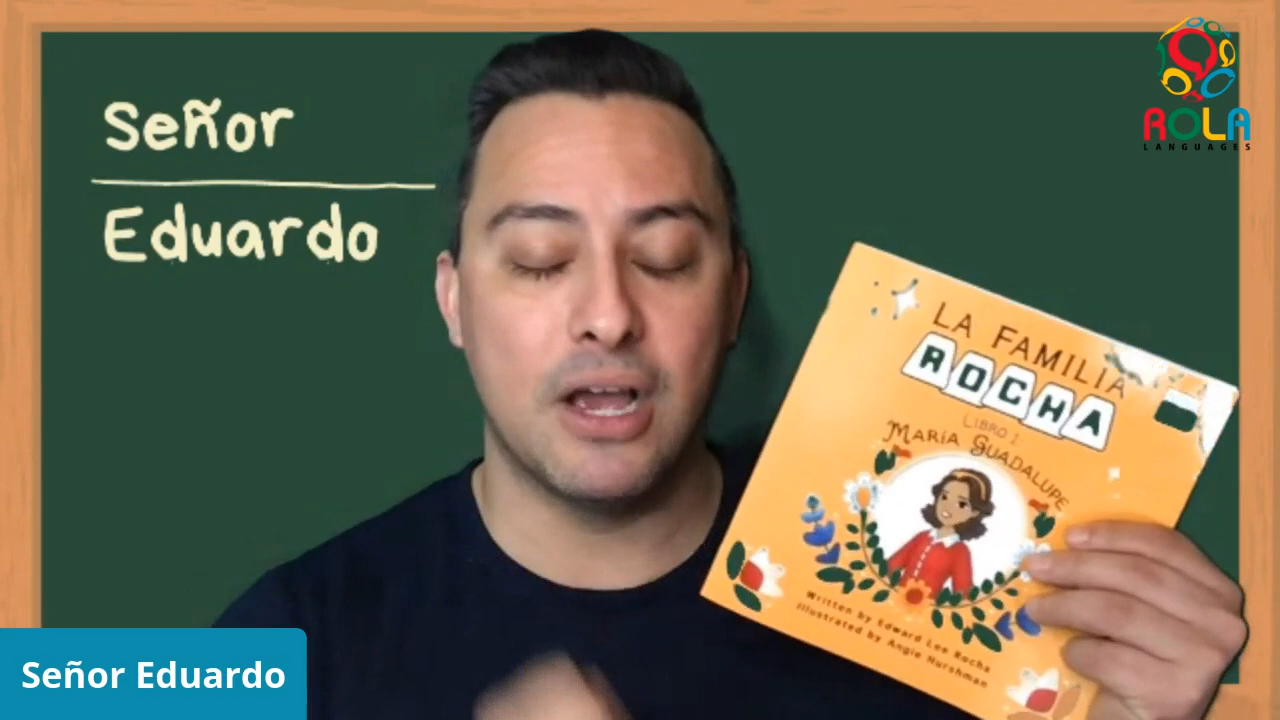 Señor
Eduardo
ROLA
LANGUAGES
LA FAMILIA
ROCHA
LIBRO 1
MARÍA GUADALUPE
Written by Edward Lee Rocha
Illustrated by Angie Hurshman
Señor Eduardo